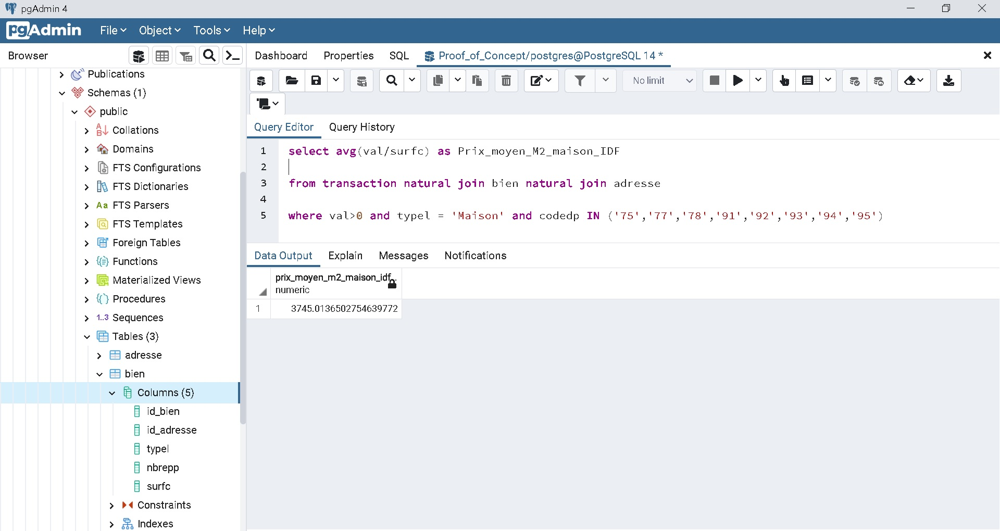 pgAdmin 4
pgAdmin File Object Tools Help
Browser
Dashboard Properties SQL Proof_of_Concept/postgres@PostgreSQL 14 *
No limit
Publications
Schemas (1)
public
Collations
Domains
FTS Configurations
FTS Dictionaries
Aa FTS Parsers
FTS Templates
Foreign Tables
Functions
Materialized Views
Procedures
1..3 Sequences
Tables (3)
adresse
bien
Columns (5)
id_bien
id_adresse
typel
nbrepp
surfc
Constraints
Indexes
Query Editor Query History
1 select avg(val/surfc) as Prix_moyen_M2_maison_IDF
2
3 from transaction natural join bien natural join adresse
4
5 where val>0 and typel = 'Maison' and codedp IN ('75','77','78','91','92','93','94','95')
Data Output Explain Messages Notifications
prix_moyen_m2_maison_idf
numeric
1 3745.0136502754639772